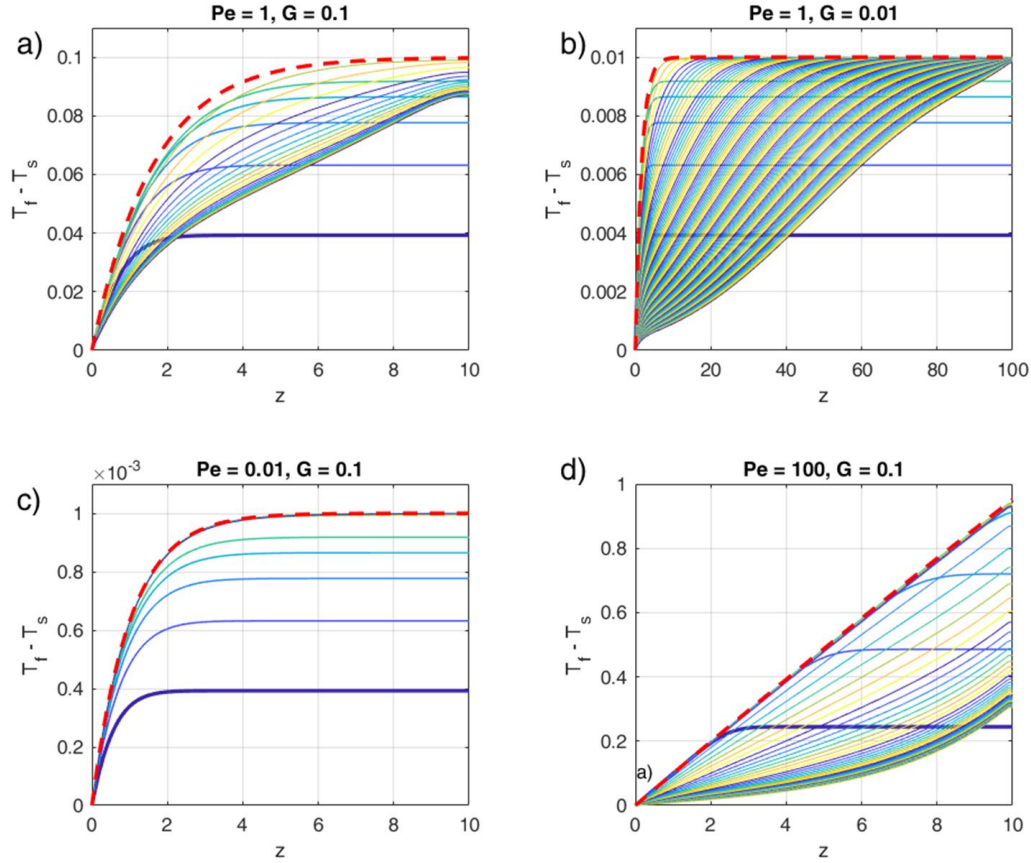 a)
Pe = 1, G = 0.1
T_f - T_s
0.1
0.08
0.06
0.04
0.02
0
0 2 4 6 8 10
z
b)
Pe = 1, G = 0.01
T_f - T_s
0.01
0.008
0.006
0.004
0.002
0
0 20 40 60 80 100
z
c)
×10⁻³
Pe = 0.01, G = 0.1
T_f - T_s
1
0.8
0.6
0.4
0.2
0
0 2 4 6 8 10
z
d)
Pe = 100, G = 0.1
T_f - T_s
1
0.8
0.6
0.4
0.2
0
a)
0 2 4 6 8 10
z